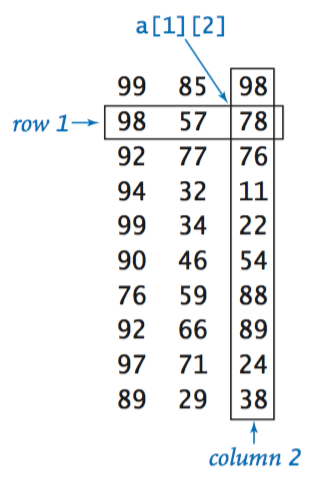 a[1][2]
99 85 98
row 1 98 57 78
92 77 76
94 32 11
99 34 22
90 46 54
76 59 88
92 66 89
97 71 24
89 29 38
column 2